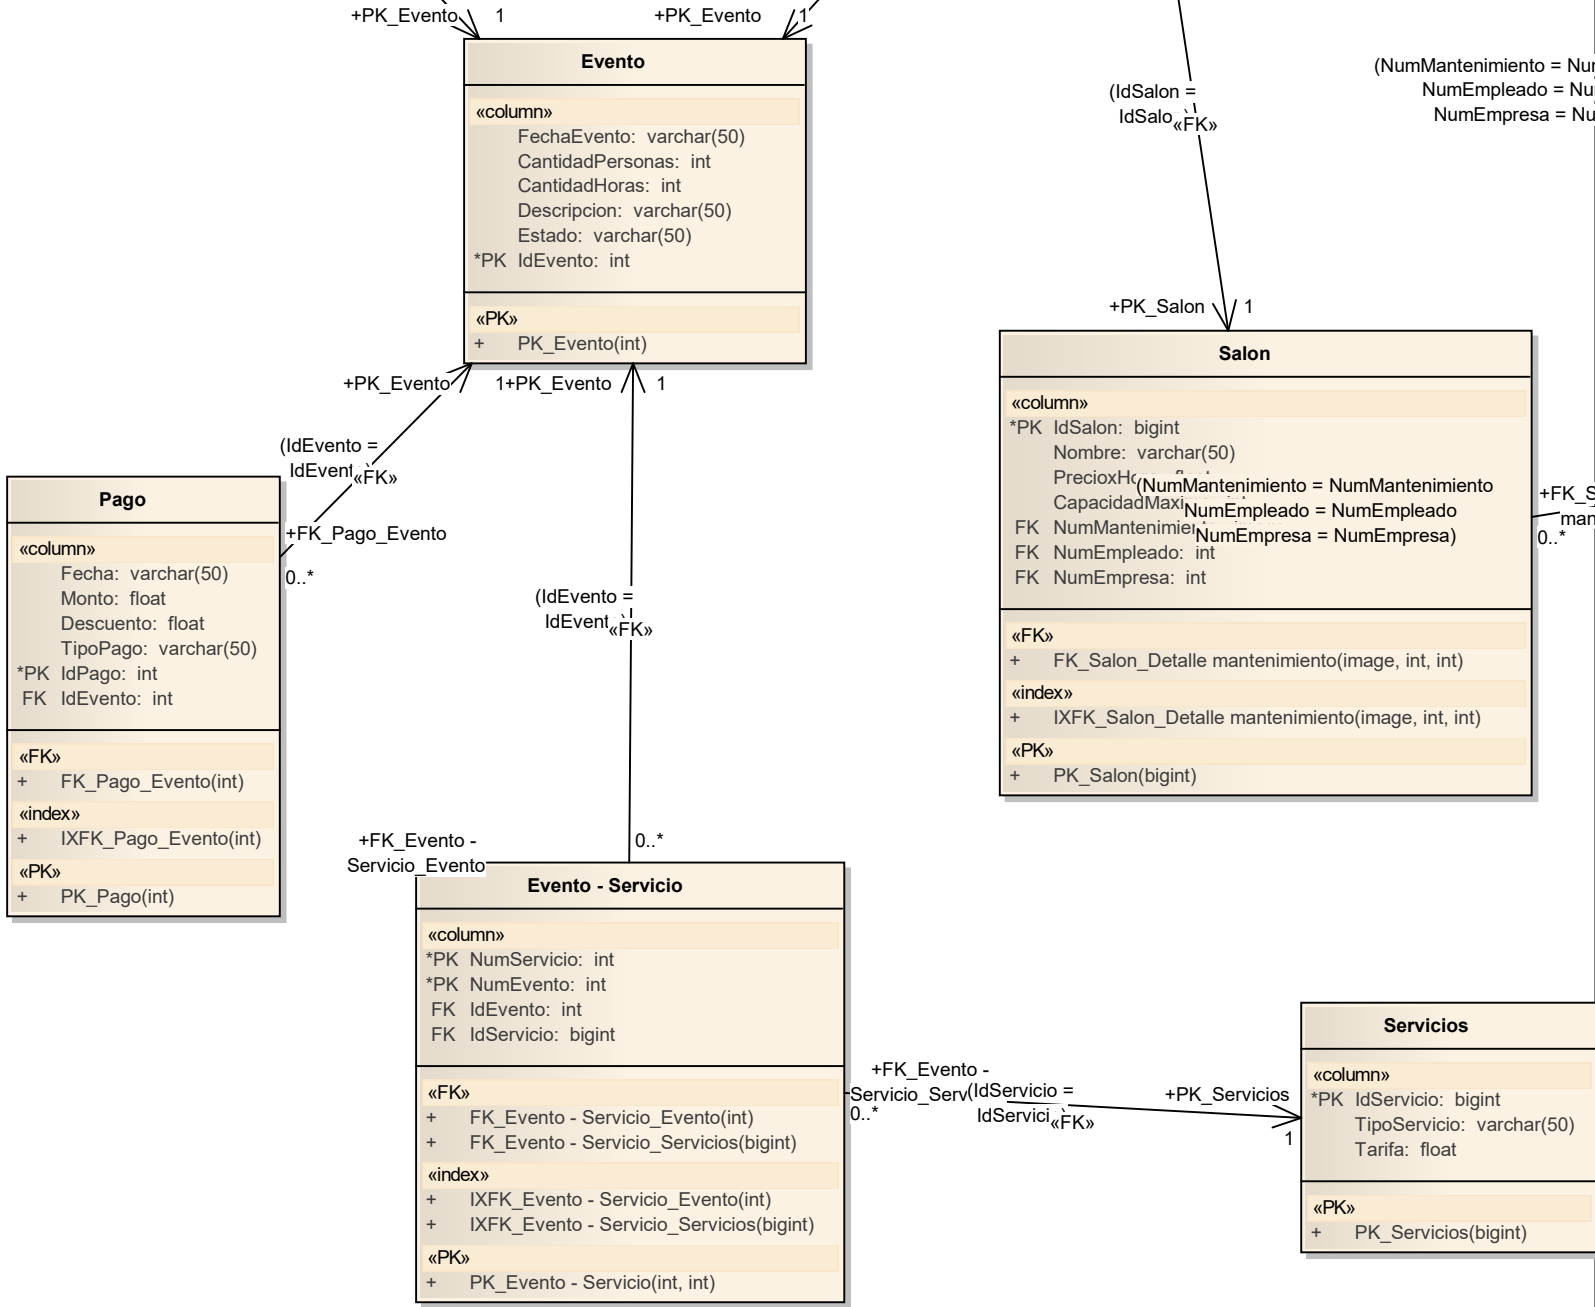 +PK_Evento 1
+PK_Evento 1
Evento
«column»
FechaEvento: varchar(50)
CantidadPersonas: int
CantidadHoras: int
Descripcion: varchar(50)
Estado: varchar(50)
*PK IdEvento: int
«PK»
+ PK_Evento(int)
(IdSalon =
IdSalo
«FK»
(NumMantenimiento =
NumEmpleado =
NumEmpresa =
+PK_Salon 1
Salon
«column»
*PK IdSalon: bigint
Nombre: varchar(50)
(NumMantenimiento = NumMantenimiento
NumEmpleado = NumEmpleado
NumEmpresa = NumEmpresa)
FK NumEmpleado: int
FK NumEmpresa: int
«FK»
+ FK_Salon_Detalle mantenimiento(image, int, int)
«index»
+ IXFK_Salon_Detalle mantenimiento(image, int, int)
«PK»
+ PK_Salon(bigint)
0..*
+PK_Evento 1
+PK_Evento 1
(IdEvento =
IdEvent
«FK»
+FK_Pago_Evento
0..*
Pago
«column»
Fecha: varchar(50)
Monto: float
Descuento: float
TipoPago: varchar(50)
*PK IdPago: int
FK IdEvento: int
«FK»
+ FK_Pago_Evento(int)
«index»
+ IXFK_Pago_Evento(int)
«PK»
+ PK_Pago(int)
(IdEvento =
IdEvent
«FK»
+FK_Evento -
Servicio_Evento
0..*
Evento - Servicio
«column»
*PK NumServicio: int
*PK NumEvento: int
FK IdEvento: int
FK IdServicio: bigint
«FK»
+ FK_Evento - Servicio_Evento(int)
+ FK_Evento - Servicio_Servicios(bigint)
«index»
+ IXFK_Evento - Servicio_Evento(int)
+ IXFK_Evento - Servicio_Servicios(bigint)
«PK»
+ PK_Evento - Servicio(int, int)
+FK_Evento -
Servicio_Serv
0..*
(IdServicio =
IdServici
«FK»
+PK_Servicios
1
Servicios
«column»
*PK IdServicio: bigint
TipoServicio: varchar(50)
Tarifa: float
«PK»
+ PK_Servicios(bigint)